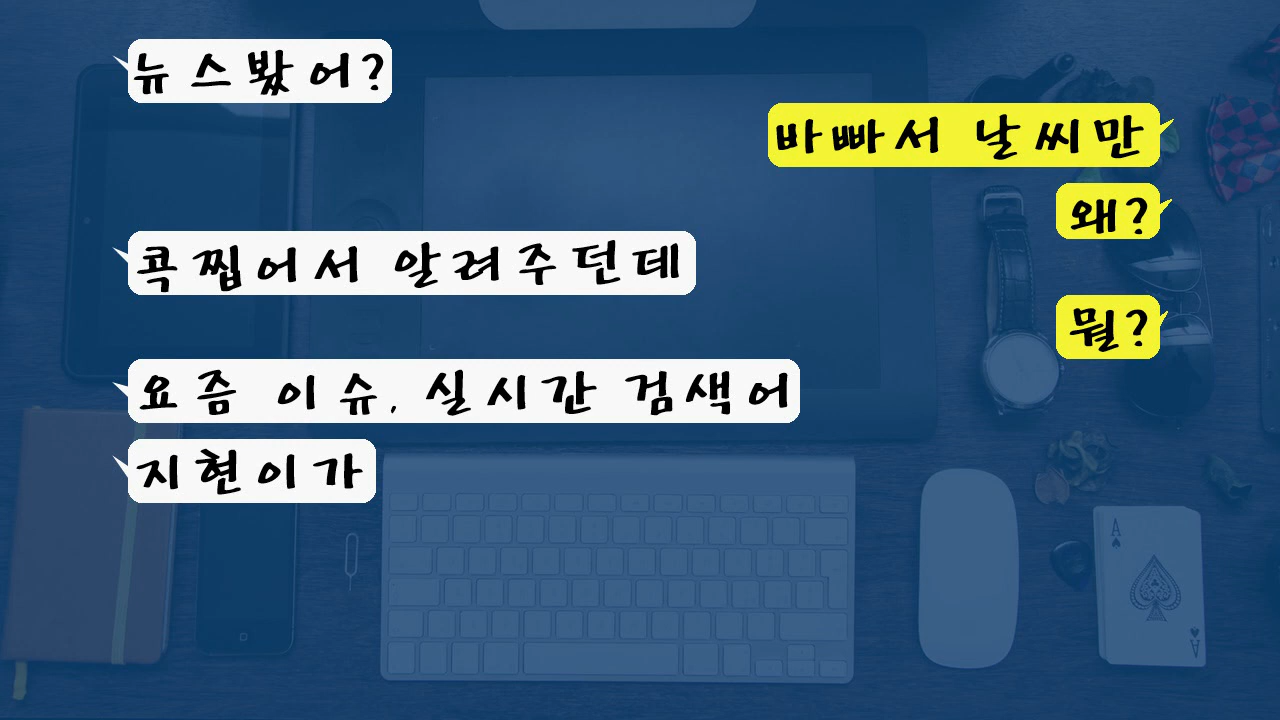 뉴스봤어?
바빠서 날씨만
왜?
콕찝어서 알려주던데
뭘?
요즘 이슈, 실시간 검색어
지현이가